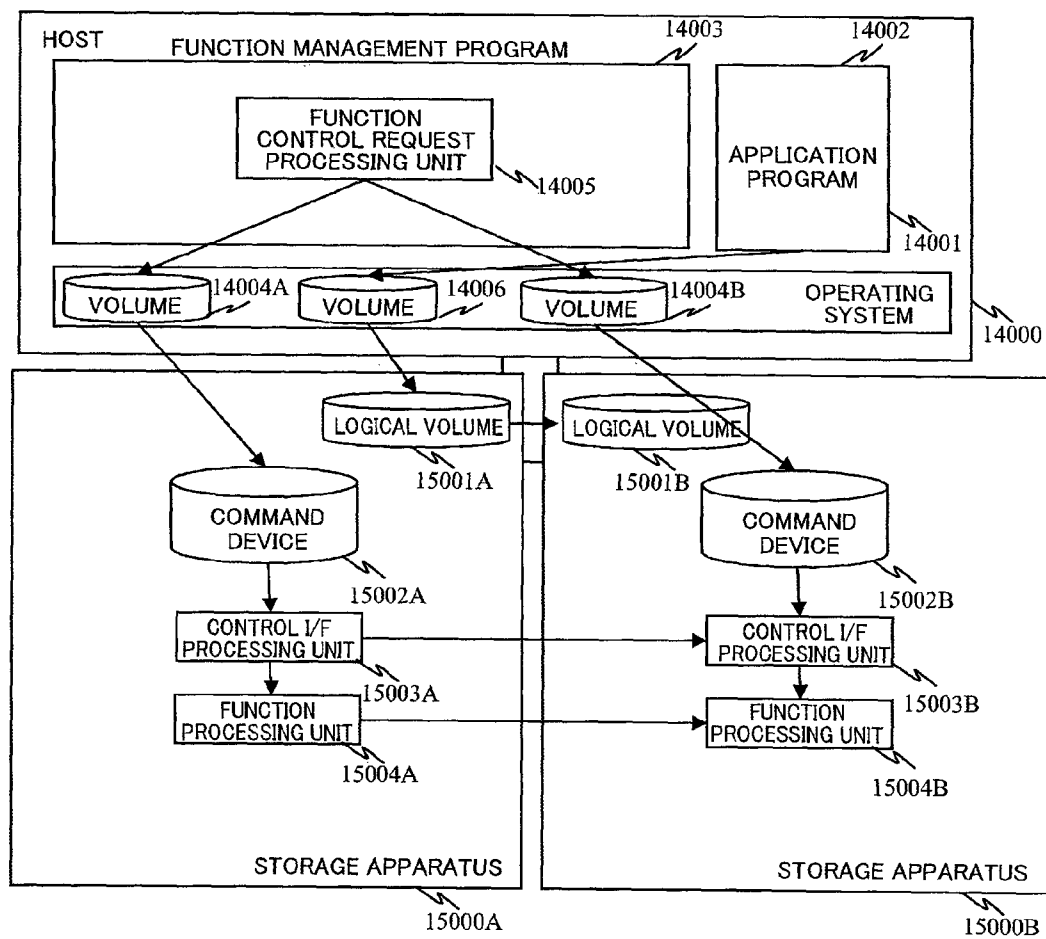 HOST
FUNCTION MANAGEMENT PROGRAM
14003
14002
FUNCTION
CONTROL REQUEST
PROCESSING UNIT
14005
APPLICATION
PROGRAM
14001
VOLUME
14004A
VOLUME
14006
VOLUME
14004B
OPERATING
SYSTEM
14000
LOGICAL VOLUME
15001A
LOGICAL VOLUME
15001B
COMMAND
DEVICE
15002A
COMMAND
DEVICE
15002B
CONTROL I/F
PROCESSING UNIT
15003A
CONTROL I/F
PROCESSING UNIT
15003B
FUNCTION
PROCESSING UNIT
15004A
FUNCTION
PROCESSING UNIT
15004B
STORAGE APPARATUS
15000A
STORAGE APPARATUS
15000B